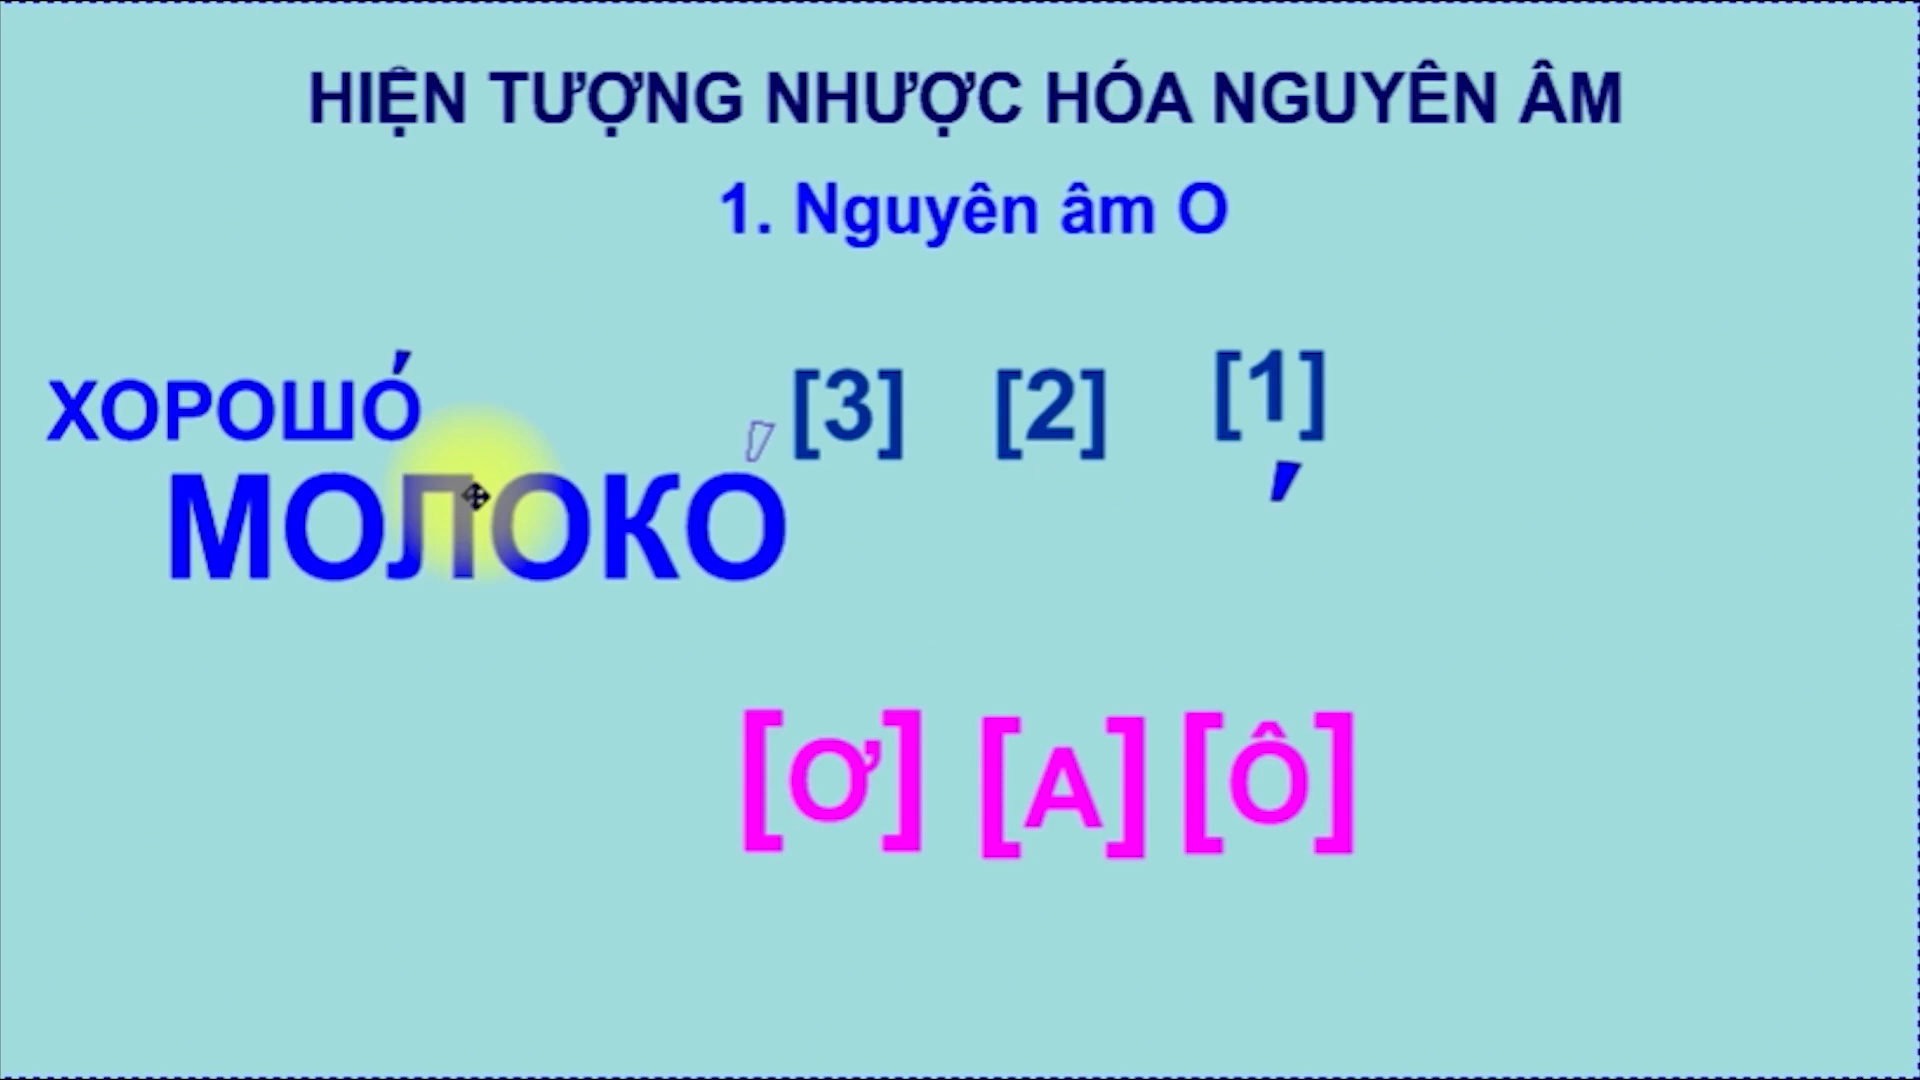 HIỆN TƯỢNG NHƯỢC HÓA NGUYÊN ÂM
1. Nguyên âm O
ХОРОШО́ [3] [2] [1]
МОЛОКО́
[Ơ] [A] [Ô]